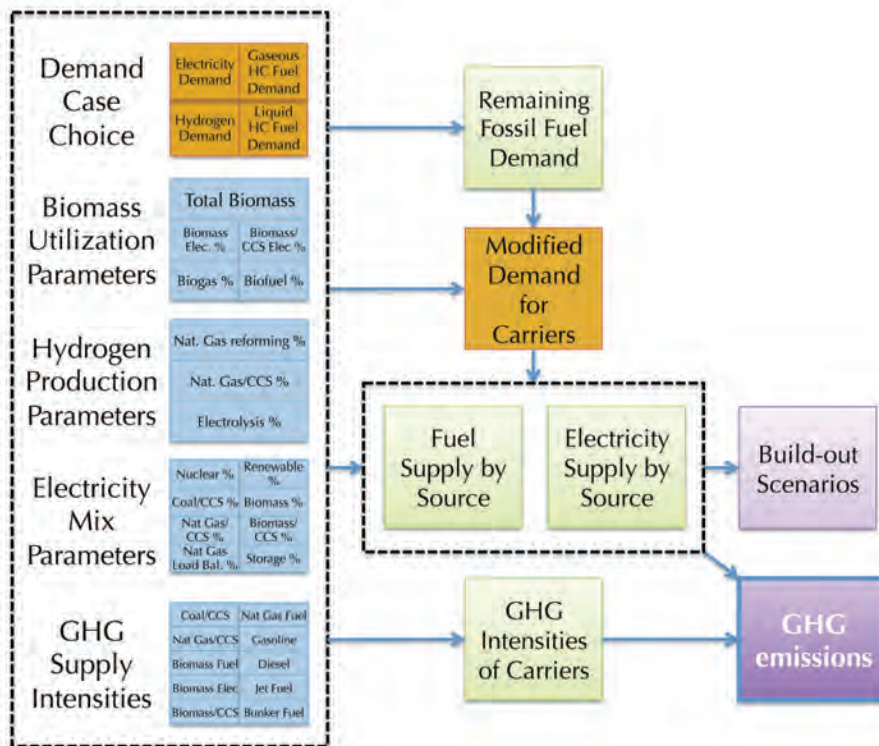 Demand
Case
Choice
Electricity
Demand
Gaseous
HC Fuel
Demand
Hydrogen
Demand
Liquid
HC Fuel
Demand
Biomass
Utilization
Parameters
Total Biomass
Biomass
Elec. %
Biomass/
CCS Elec %
Biogas %
Biofuel %
Hydrogen
Production
Parameters
Nat. Gas reforming %
Nat. Gas/CCS %
Electrolysis %
Electricity
Mix
Parameters
Nuclear %
Renewable
%
Coal/CCS %
Biomass %
Nat Gas/
CCS %
Biomass/
CCS %
Nat Gas
Load Bal. %
Storage %
GHG
Supply
Intensities
Coal/CCS
Nat Gas Fuel
Nat Gas/CCS
Gasoline
Biomass Fuel
Diesel
Biomass Elec.
Jet Fuel
Biomass/CCS
Bunker Fuel
Remaining
Fossil Fuel
Demand
Modified
Demand
for
Carriers
Fuel
Supply by
Source
Electricity
Supply by
Source
Build-out
Scenarios
GHG
Intensities
of Carriers
GHG
emissions